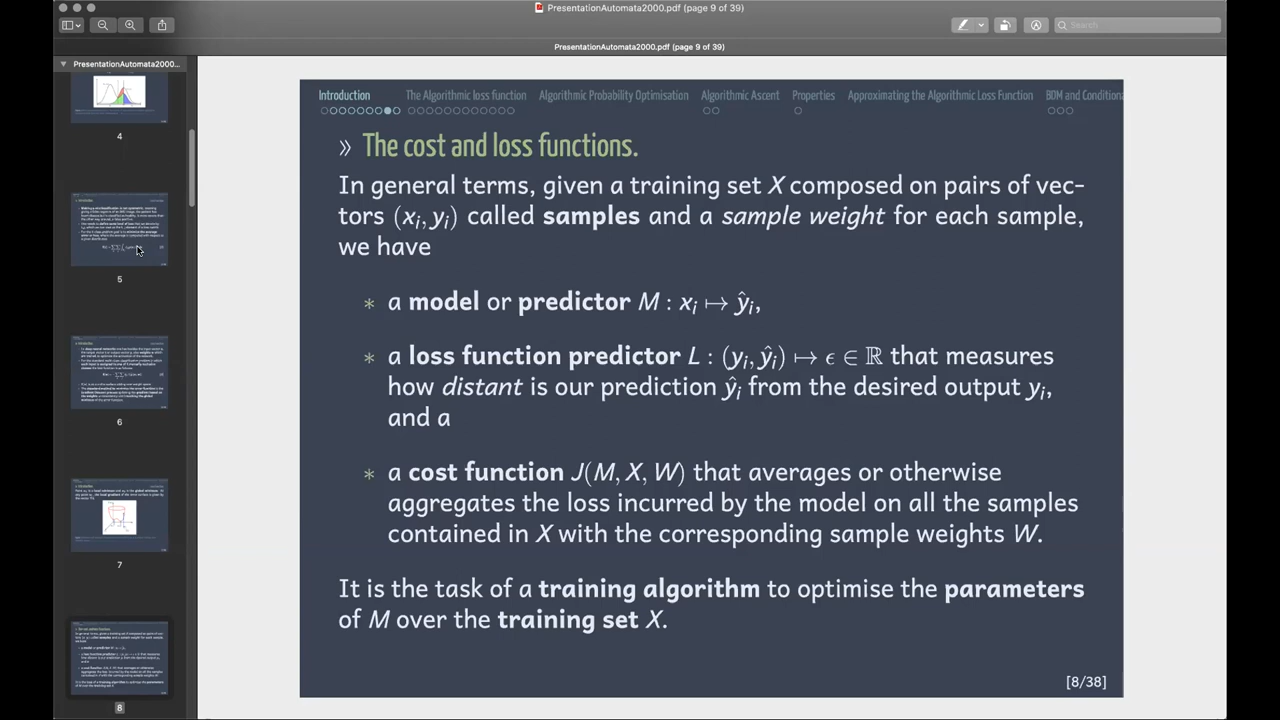 PresentationAutomata2000.pdf (page 9 of 39)
Search
PresentationAutomata2000.pdf (page 9 of 39)
PresentationAutomata2000...
4
5
6
7
8
Introduction The Algorithmic loss function Algorithmic Probability Optimisation Algorithmic Ascent Properties Approximating the Algorithmic Loss Function BDM and Condition
» The cost and loss functions.
In general terms, given a training set X composed on pairs of vec-
tors (xᵢ, yᵢ) called samples and a sample weight for each sample,
we have
* a model or predictor M : xᵢ ↦ ŷᵢ,
* a loss function predictor L : (yᵢ, ŷᵢ) ↦ ϵ ∈ ℝ that measures
how distant is our prediction ŷᵢ from the desired output yᵢ,
and a
* a cost function J(M, X, W) that averages or otherwise
aggregates the loss incurred by the model on all the samples
contained in X with the corresponding sample weights W.
It is the task of a training algorithm to optimise the parameters
of M over the training set X.
[8/38]